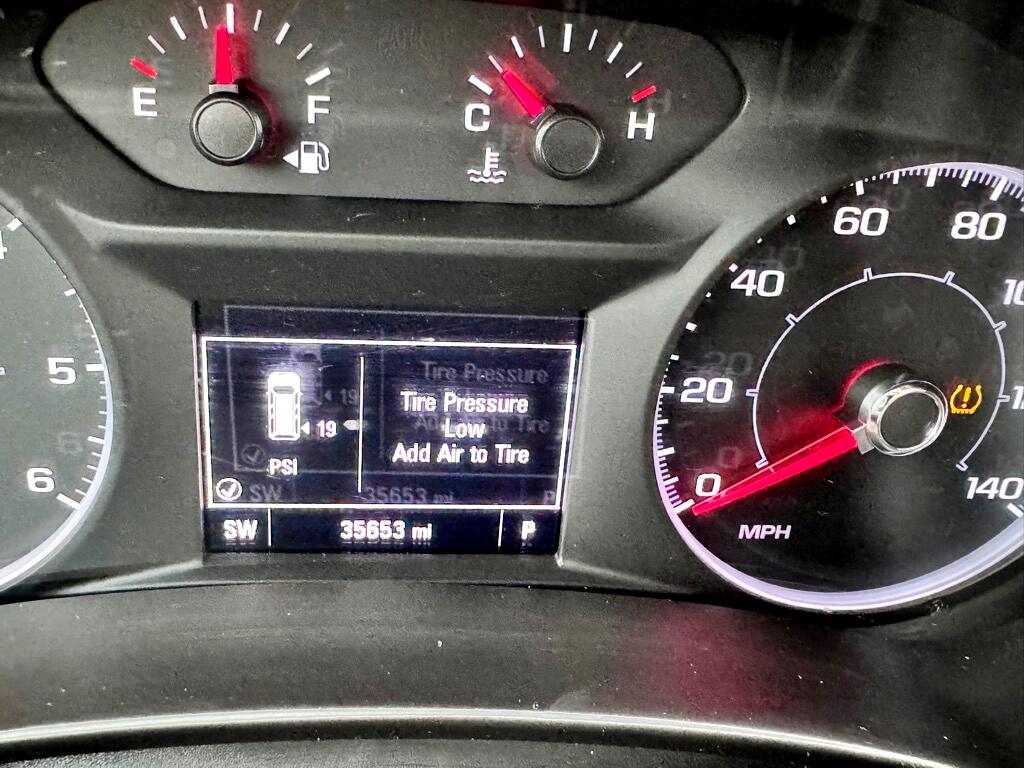 E F
C H
4
5
6
19
PSI
Tire Pressure
Low
Add Air to Tire
SW 35653 mi P
0
20
40
60
80
140
MPH